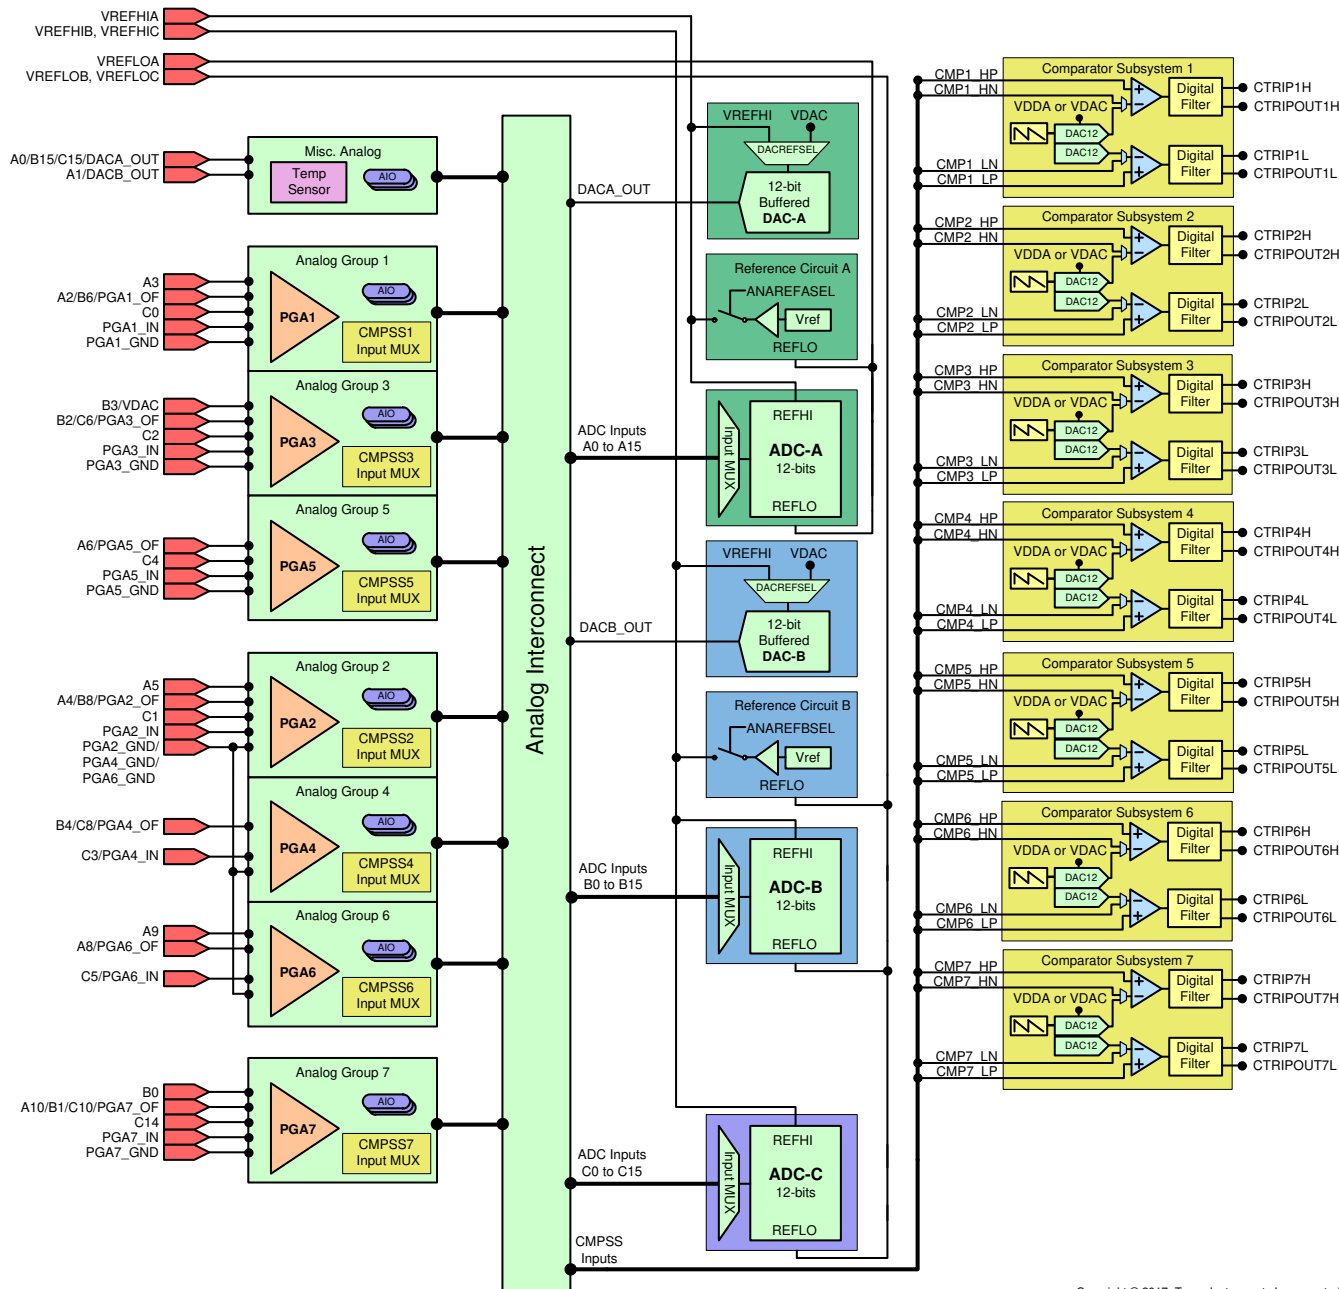 VREFHIA
VREFHIB, VREFHIC
VREFLOA
VREFLOB, VREFLOC
A0/B15/C15/DACA_OUT
A1/DACB_OUT
Misc. Analog
Temp
Sensor
AIO
A3
A2/B6/PGA1_OF
C0
PGA1_IN
PGA1_GND
Analog Group 1
PGA1
AIO
CMPSS1
Input MUX
B3/VDAC
B2/C6/PGA3_OF
C2
PGA3_IN
PGA3_GND
Analog Group 3
PGA3
AIO
CMPSS3
Input MUX
A6/PGA5_OF
C4
PGA5_IN
PGA5_GND
Analog Group 5
PGA5
AIO
CMPSS5
Input MUX
A5
A4/B8/PGA2_OF
C1
PGA2_IN
PGA2_GND/
PGA4_GND/
PGA6_GND
Analog Group 2
PGA2
AIO
CMPSS2
Input MUX
B4/C8/PGA4_OF
C3/PGA4_IN
Analog Group 4
PGA4
AIO
CMPSS4
Input MUX
A9
A8/PGA6_OF
C5/PGA6_IN
Analog Group 6
PGA6
AIO
CMPSS6
Input MUX
B0
A10/B1/C10/PGA7_OF
C14
PGA7_IN
PGA7_GND
Analog Group 7
PGA7
AIO
CMPSS7
Input MUX
Analog Interconnect
DACA_OUT
VREFHI
VDAC
DACREFSEL
12-bit
Buffered
DAC-A
Reference Circuit A
ANAREFASEL
Vref
REFLO
ADC Inputs
A0 to A15
Input MUX
REFHI
ADC-A
12-bits
REFLO
DACB_OUT
VREFHI
VDAC
DACREFSEL
12-bit
Buffered
DAC-B
Reference Circuit B
ANAREFBSEL
Vref
REFLO
ADC Inputs
B0 to B15
Input MUX
REFHI
ADC-B
12-bits
REFLO
ADC Inputs
C0 to C15
Input MUX
REFHI
ADC-C
12-bits
REFLO
CMPSS
Inputs
CMP1_HP
CMP1_HN
CMP1_LN
CMP1_LP
Comparator Subsystem 1
VDDA or VDAC
DAC12
DAC12
Digital
Filter
Digital
Filter
CTRIP1H
CTRIPOUT1H
CTRIP1L
CTRIPOUT1L
CMP2_HP
CMP2_HN
CMP2_LN
CMP2_LP
Comparator Subsystem 2
VDDA or VDAC
DAC12
DAC12
Digital
Filter
Digital
Filter
CTRIP2H
CTRIPOUT2H
CTRIP2L
CTRIPOUT2L
CMP3_HP
CMP3_HN
CMP3_LN
CMP3_LP
Comparator Subsystem 3
VDDA or VDAC
DAC12
DAC12
Digital
Filter
Digital
Filter
CTRIP3H
CTRIPOUT3H
CTRIP3L
CTRIPOUT3L
CMP4_HP
CMP4_HN
CMP4_LN
CMP4_LP
Comparator Subsystem 4
VDDA or VDAC
DAC12
DAC12
Digital
Filter
Digital
Filter
CTRIP4H
CTRIPOUT4H
CTRIP4L
CTRIPOUT4L
CMP5_HP
CMP5_HN
CMP5_LN
CMP5_LP
Comparator Subsystem 5
VDDA or VDAC
DAC12
DAC12
Digital
Filter
Digital
Filter
CTRIP5H
CTRIPOUT5H
CTRIP5L
CTRIPOUT5L
CMP6_HP
CMP6_HN
CMP6_LN
CMP6_LP
Comparator Subsystem 6
VDDA or VDAC
DAC12
DAC12
Digital
Filter
Digital
Filter
CTRIP6H
CTRIPOUT6H
CTRIP6L
CTRIPOUT6L
CMP7_HP
CMP7_HN
CMP7_LN
CMP7_LP
Comparator Subsystem 7
VDDA or VDAC
DAC12
DAC12
Digital
Filter
Digital
Filter
CTRIP7H
CTRIPOUT7H
CTRIP7L
CTRIPOUT7L